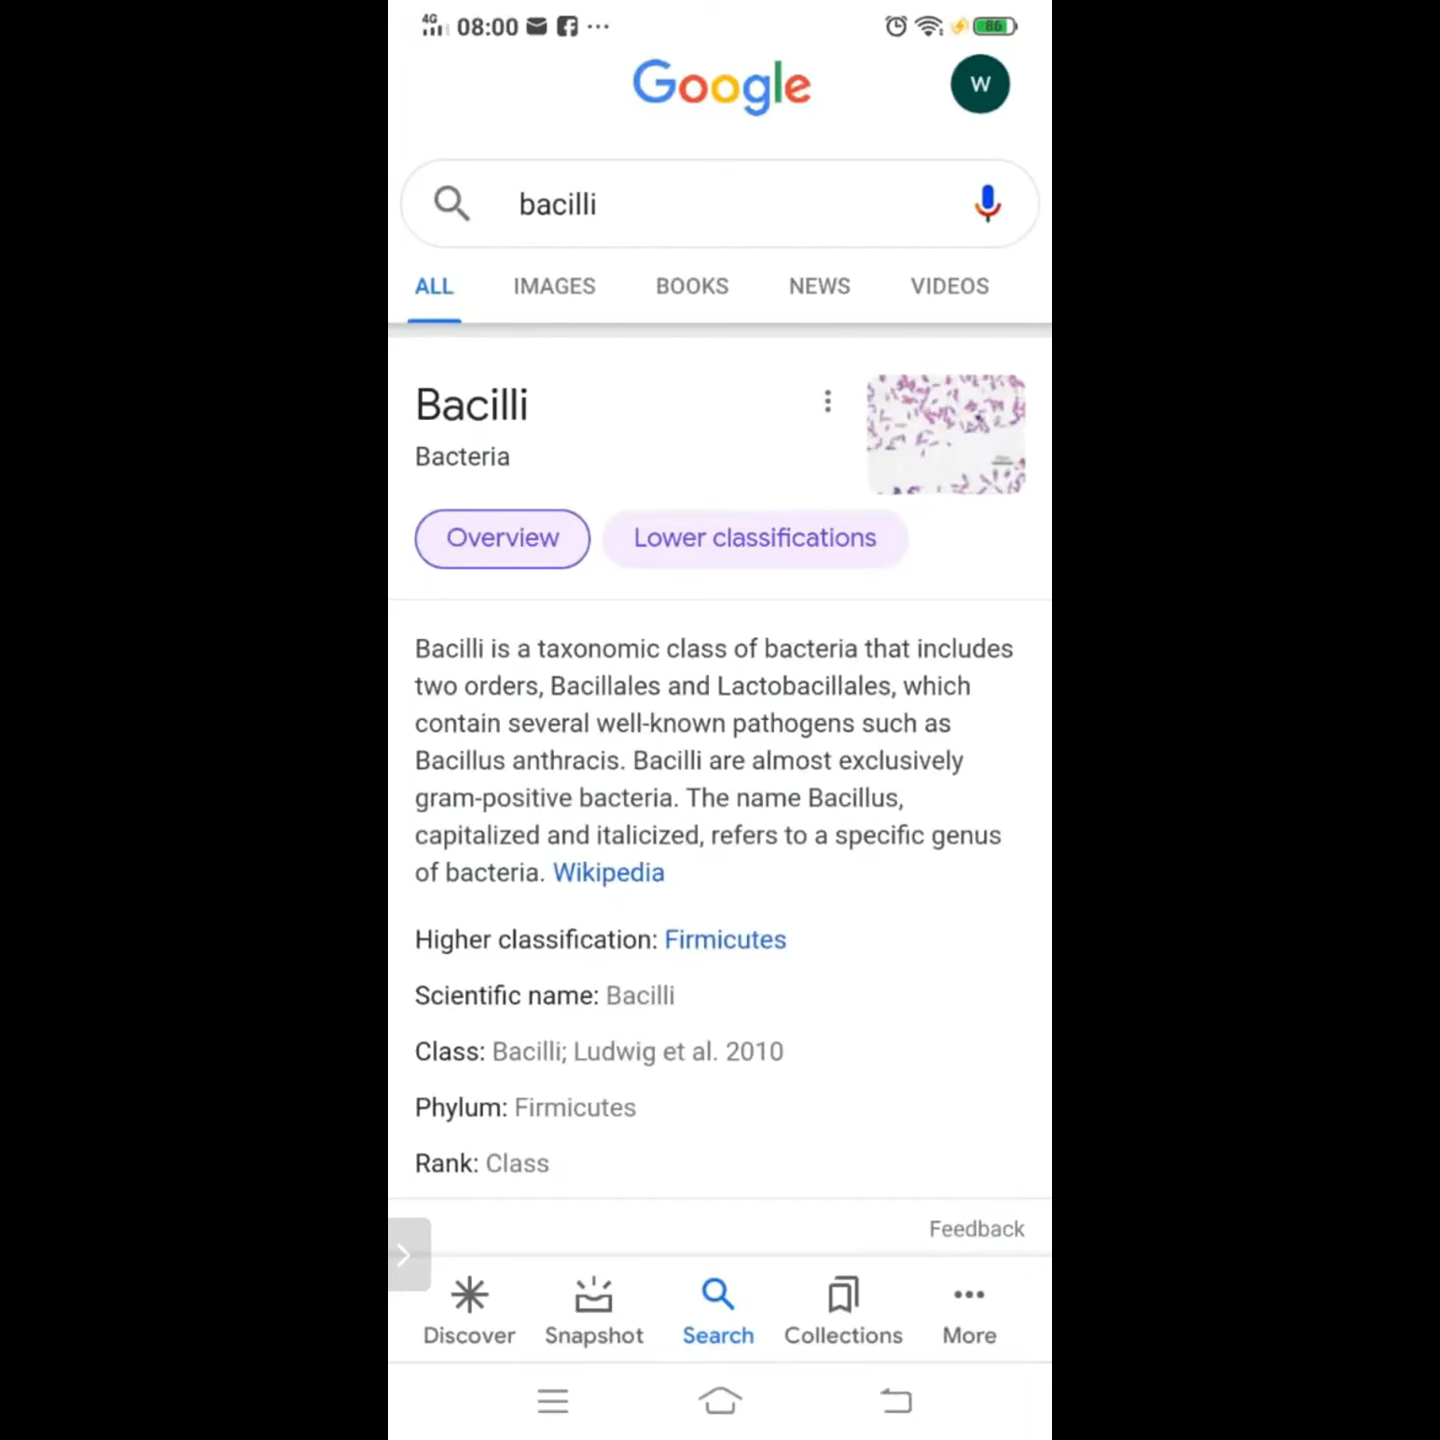 4G 08:00 86
Google
W
bacilli
ALL IMAGES BOOKS NEWS VIDEOS
Bacilli
Bacteria
Overview Lower classifications
Bacilli is a taxonomic class of bacteria that includes
two orders, Bacillales and Lactobacillales, which
contain several well-known pathogens such as
Bacillus anthracis. Bacilli are almost exclusively
gram-positive bacteria. The name Bacillus,
capitalized and italicized, refers to a specific genus
of bacteria. Wikipedia
Higher classification: Firmicutes
Scientific name: Bacilli
Class: Bacilli; Ludwig et al. 2010
Phylum: Firmicutes
Rank: Class
Feedback
Discover Snapshot Search Collections More